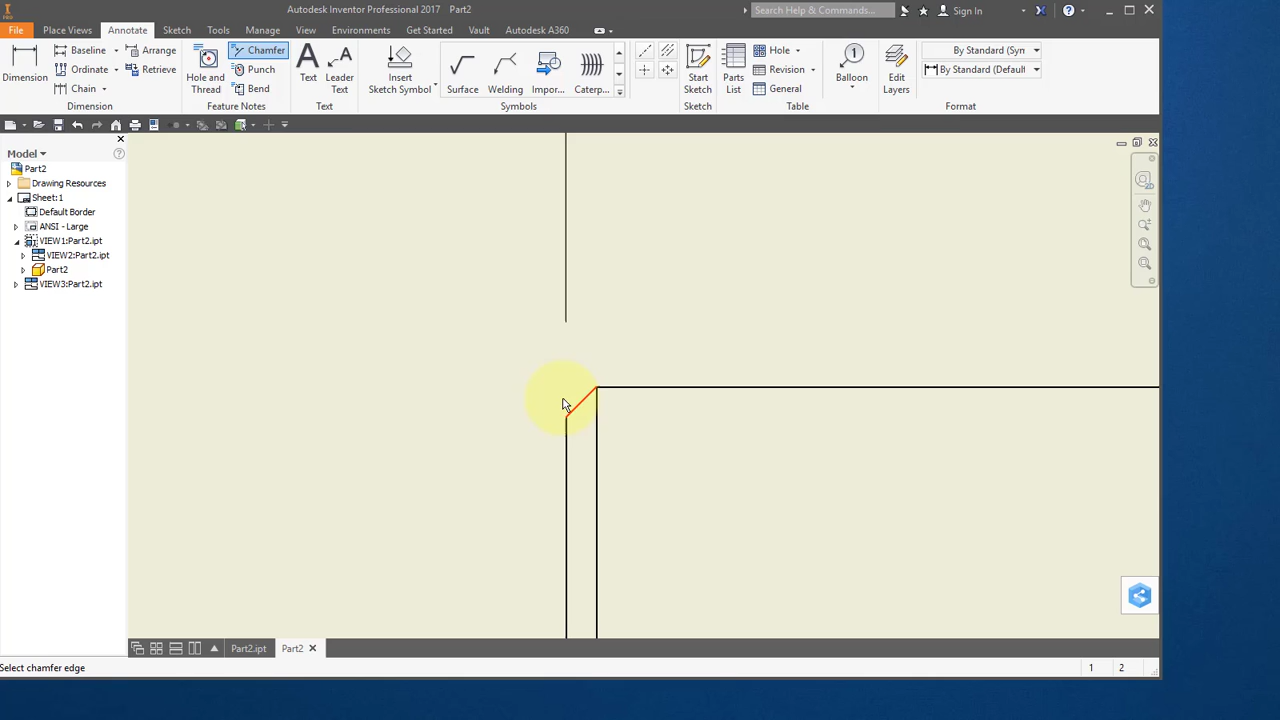 Autodesk Inventor Professional 2017 Part2
Search Help & Commands...
Sign In
PRO
File Place Views Annotate Sketch Tools Manage View Environments Get Started Vault Autodesk A360
Dimension
Baseline
Ordinate
Chain
Arrange
Retrieve
Dimension
Hole and
Thread
Chamfer
Punch
Bend
Feature Notes
Text
Leader
Text
Text
Insert
Sketch Symbol
Surface
Welding
Impor...
Caterp...
Symbols
Start
Sketch
Sketch
Parts
List
Hole
Revision
General
Table
1
Balloon
Edit
Layers
By Standard (Syn
By Standard (Default
Format
Model
Part2
Drawing Resources
Sheet:1
Default Border
ANSI - Large
VIEW1:Part2.ipt
VIEW2:Part2.ipt
Part2
VIEW3:Part2.ipt
2D
Part2.ipt
Part2
Select chamfer edge
1 2